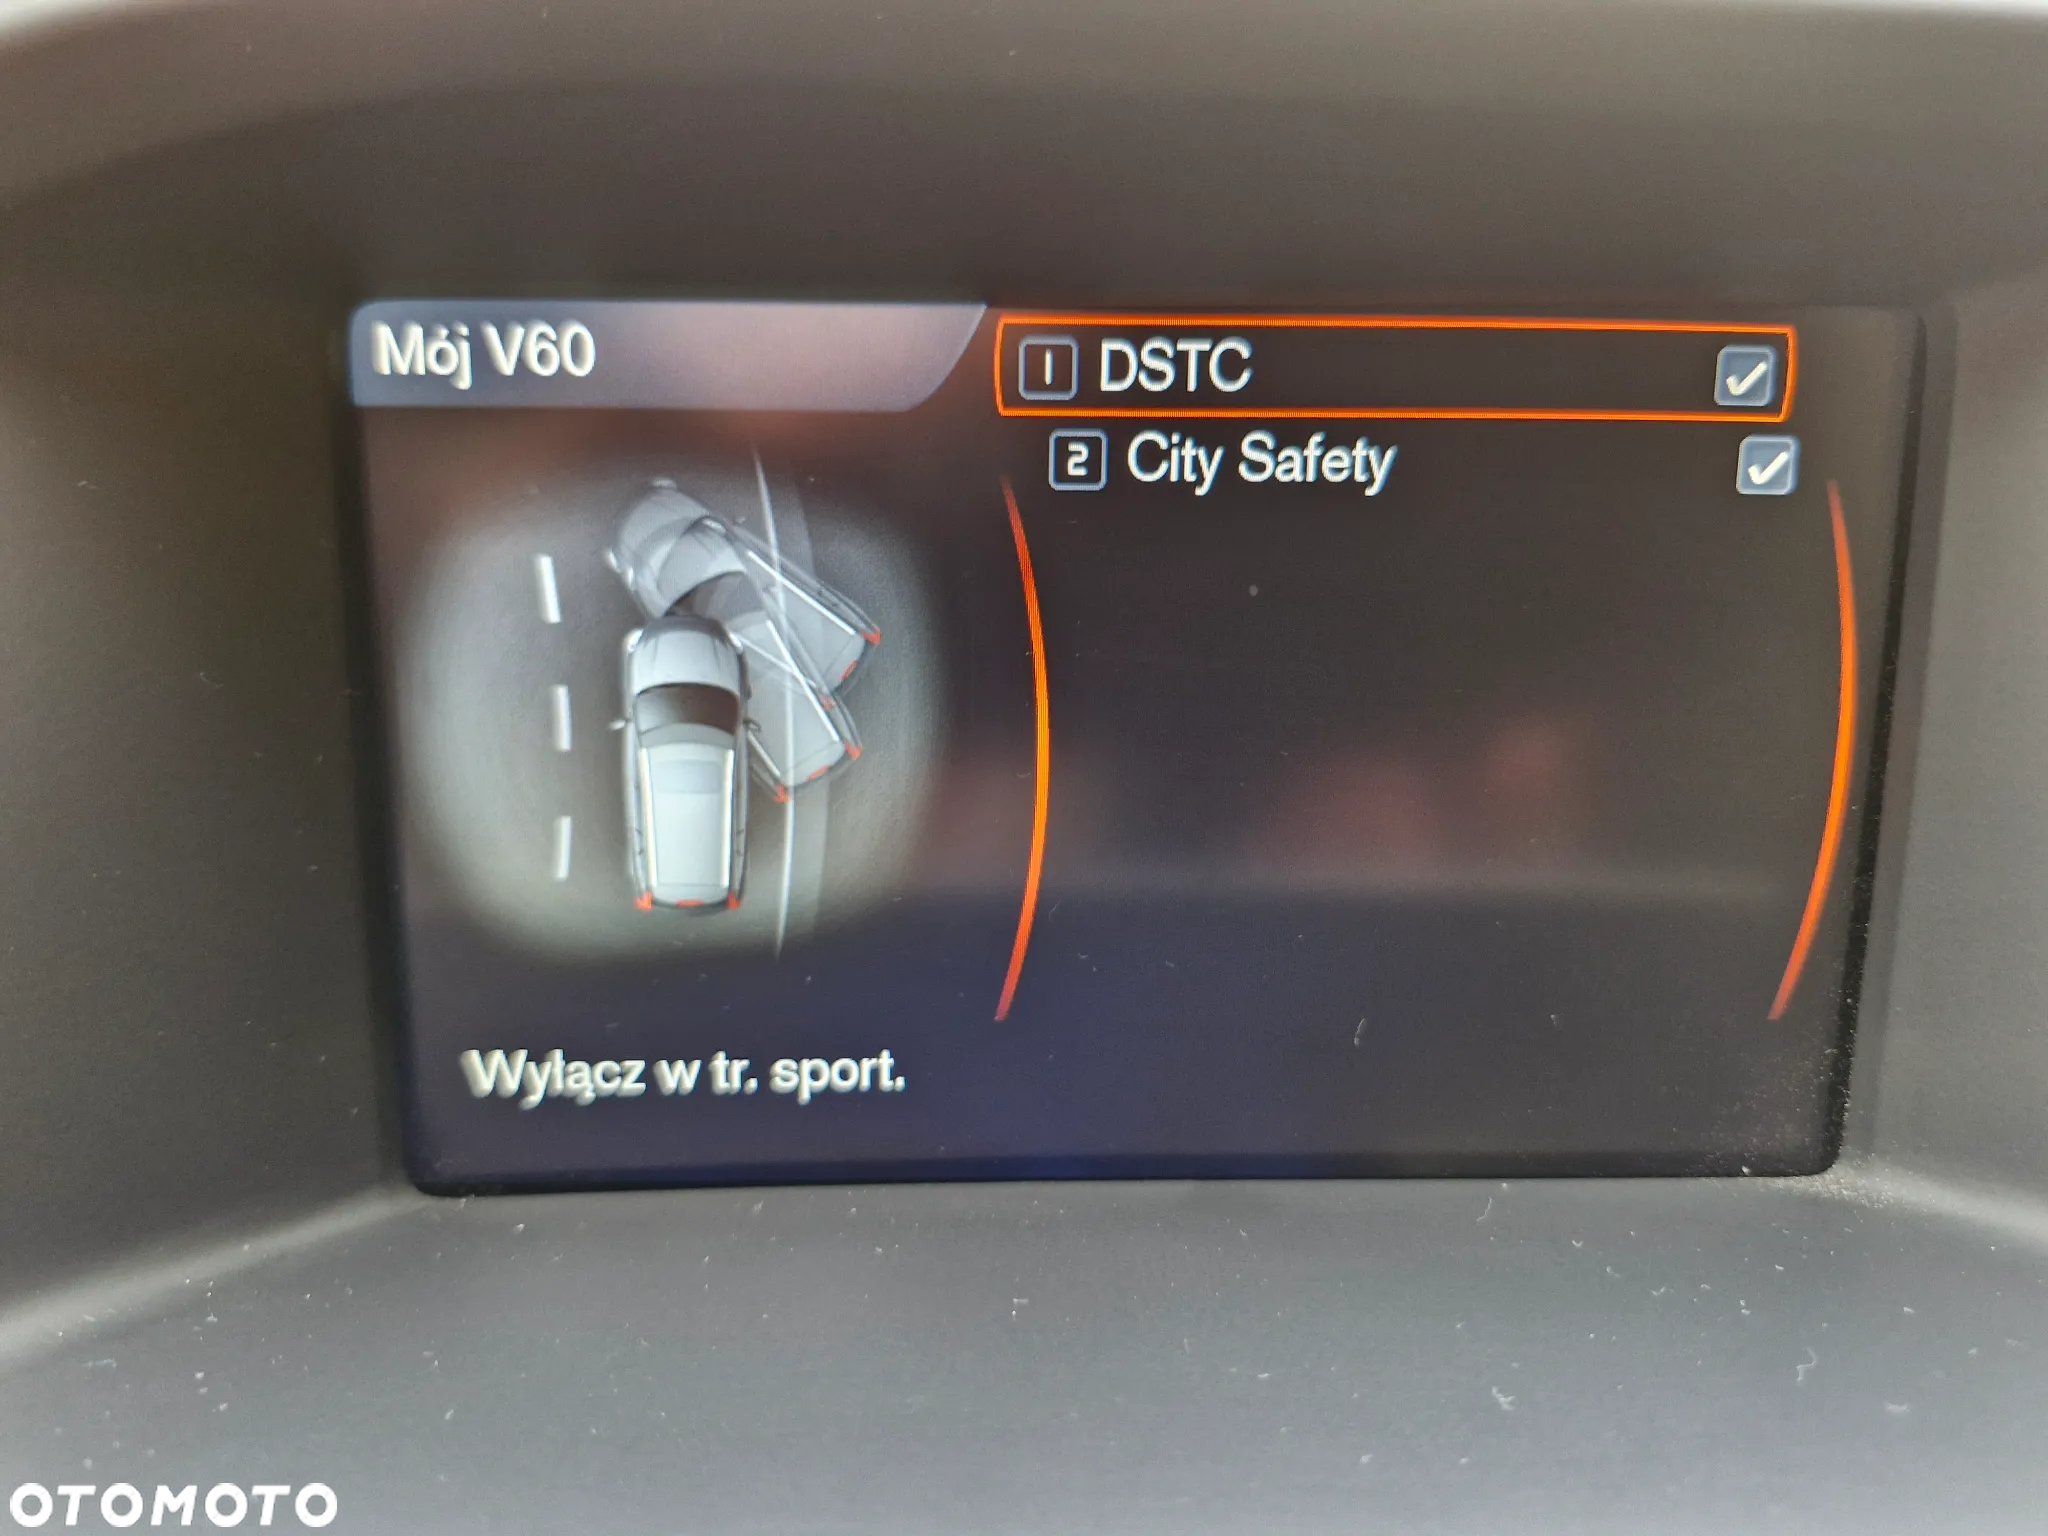 Mój V60
1 DSTC
2 City Safety
Wyłącz w tr. sport.
OTOMOTO